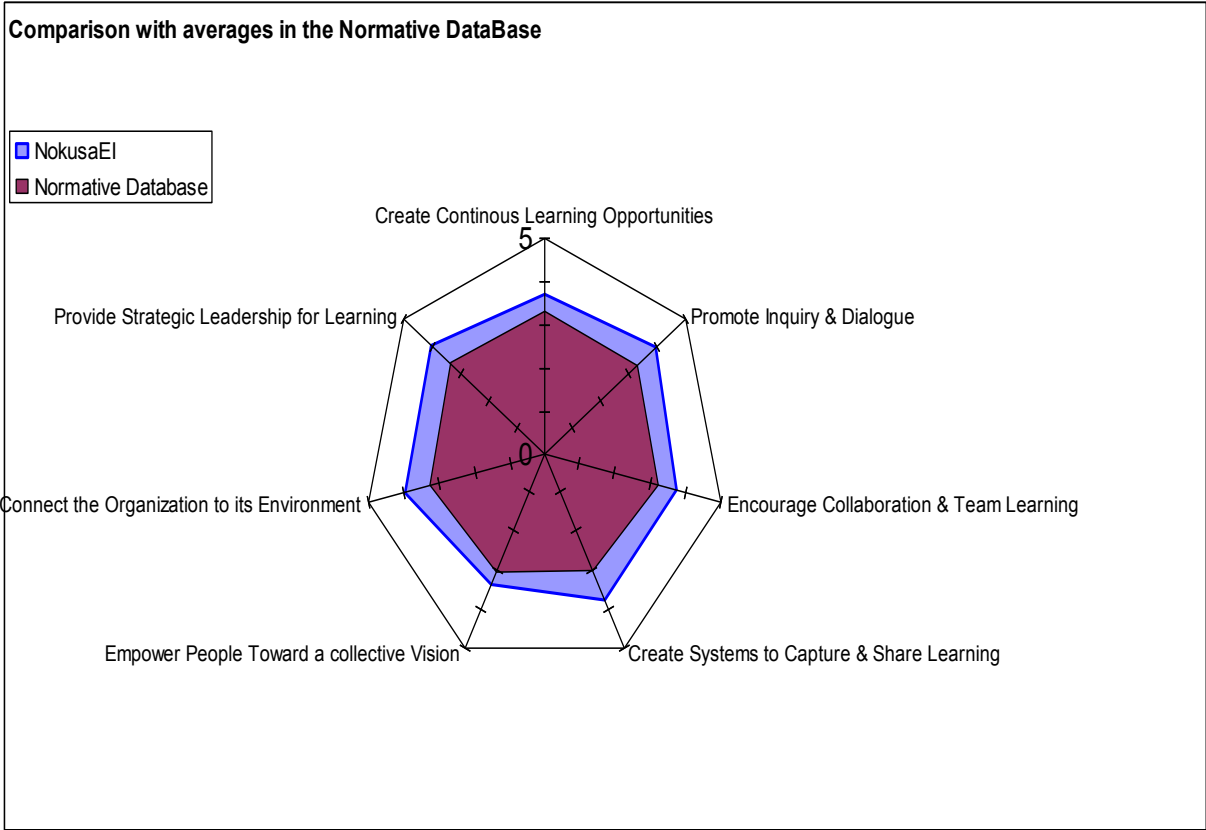 Comparison with averages in the Normative DataBase
NokusaEI
Normative Database
Create Continous Learning Opportunities
5
Provide Strategic Leadership for Learning
Promote Inquiry & Dialogue
0
Connect the Organization to its Environment
Encourage Collaboration & Team Learning
Empower People Toward a collective Vision
Create Systems to Capture & Share Learning